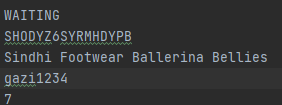 WAITING
SHODYZ6SYRMHDYPB
Sindhi Footwear Ballerina Bellies
gazi1234
7